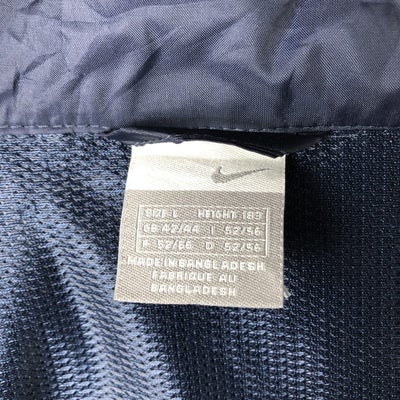 SIZE L HEIGHT 183
GB 42/44 I 52/56
F 52/56 D 52/56
MADE IN BANGLADESH
FABRIQUE AU
BANGLADESH